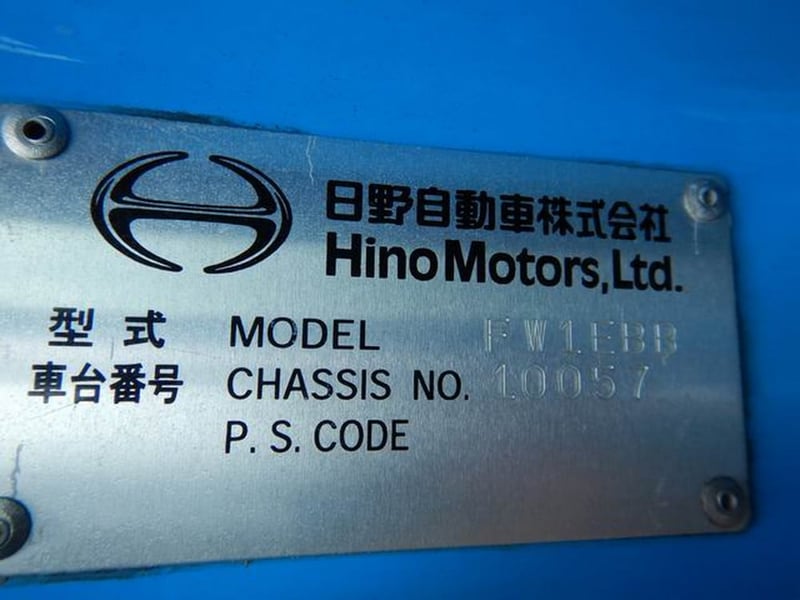 日野自動車株式会社
Hino Motors, Ltd.
型式 MODEL FW1EBB
車台番号 CHASSIS NO. 10057
P. S. CODE